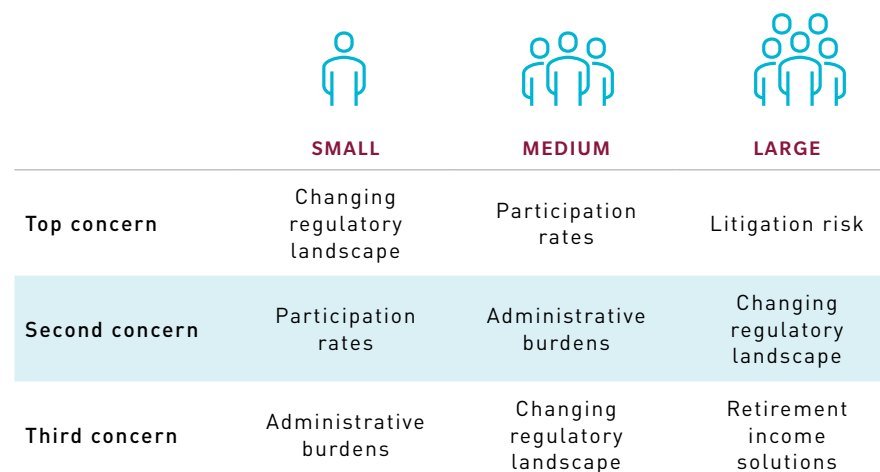 SMALL MEDIUM LARGE
Top concern
Changing
regulatory
landscape
Participation
rates
Litigation risk
Second concern
Participation
rates
Administrative
burdens
Changing
regulatory
landscape
Third concern
Administrative
burdens
Changing
regulatory
landscape
Retirement
income
solutions